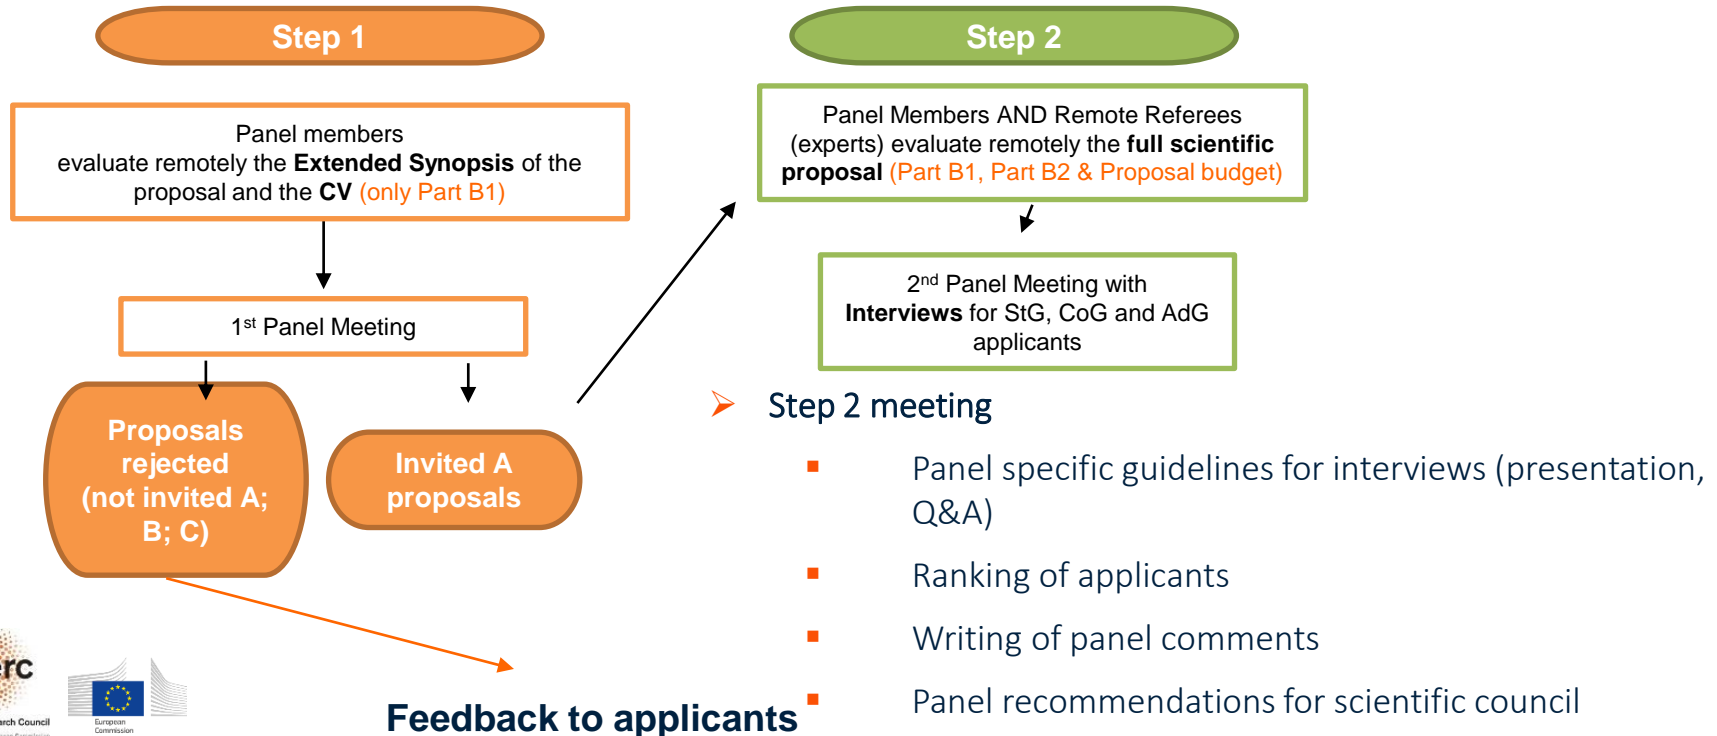 Step 1
Panel members
evaluate remotely the Extended Synopsis of the
proposal and the CV (only Part B1)
1st Panel Meeting
Proposals
rejected
(not invited A;
B; C)
Invited A
proposals
Feedback to applicants
Step 2
Panel Members AND Remote Referees
(experts) evaluate remotely the full scientific
proposal (Part B1, Part B2 & Proposal budget)
2nd Panel Meeting with
Interviews for StG, CoG and AdG
applicants
Step 2 meeting
Panel specific guidelines for interviews (presentation,
Q&A)
Ranking of applicants
Writing of panel comments
Panel recommendations for scientific council
rc
arch Council
European
Commission